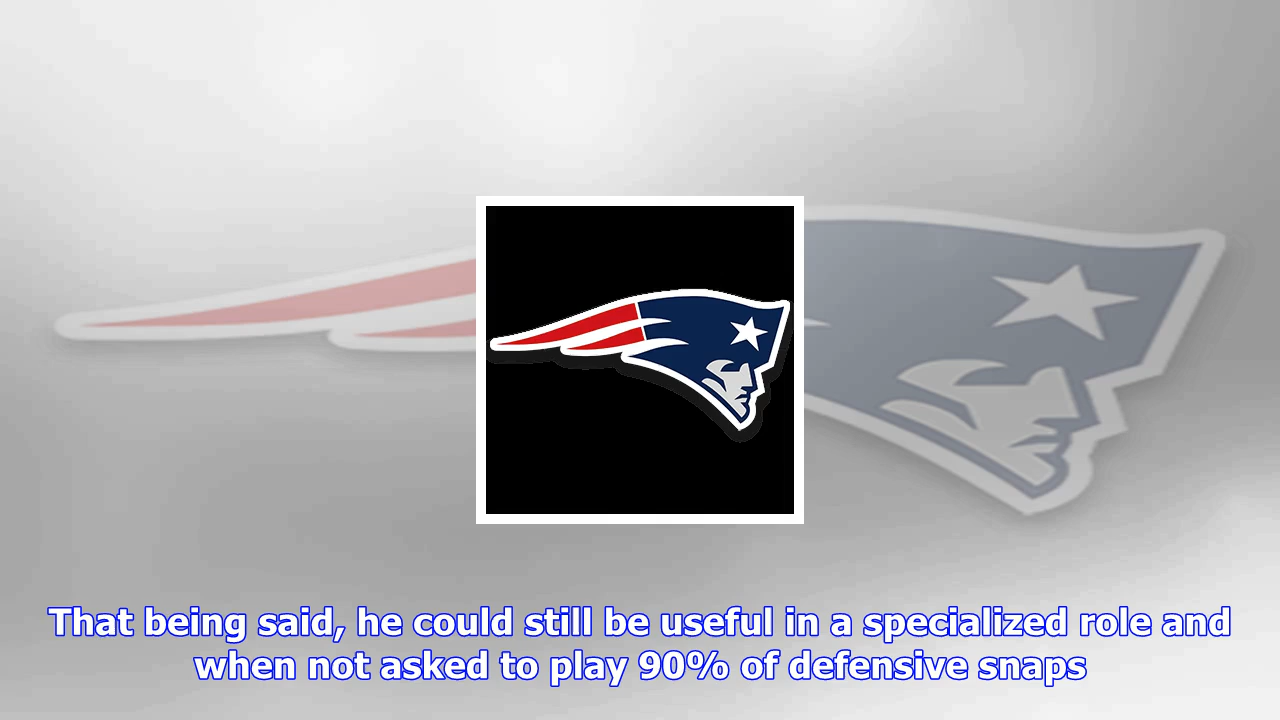 That being said, he could still be useful in a specialized role and
when not asked to play 90% of defensive snaps